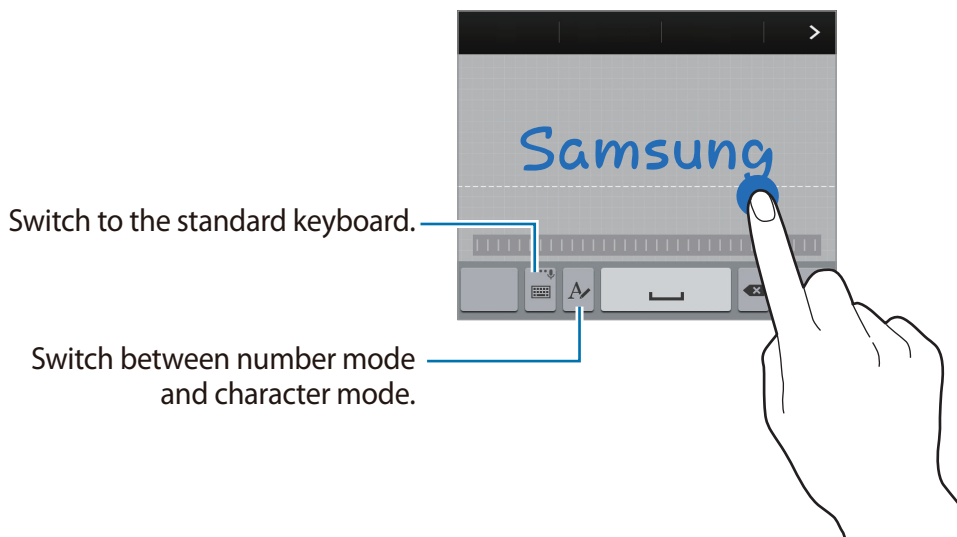 Samsung
Switch to the standard keyboard.
A
Switch between number mode
and character mode.